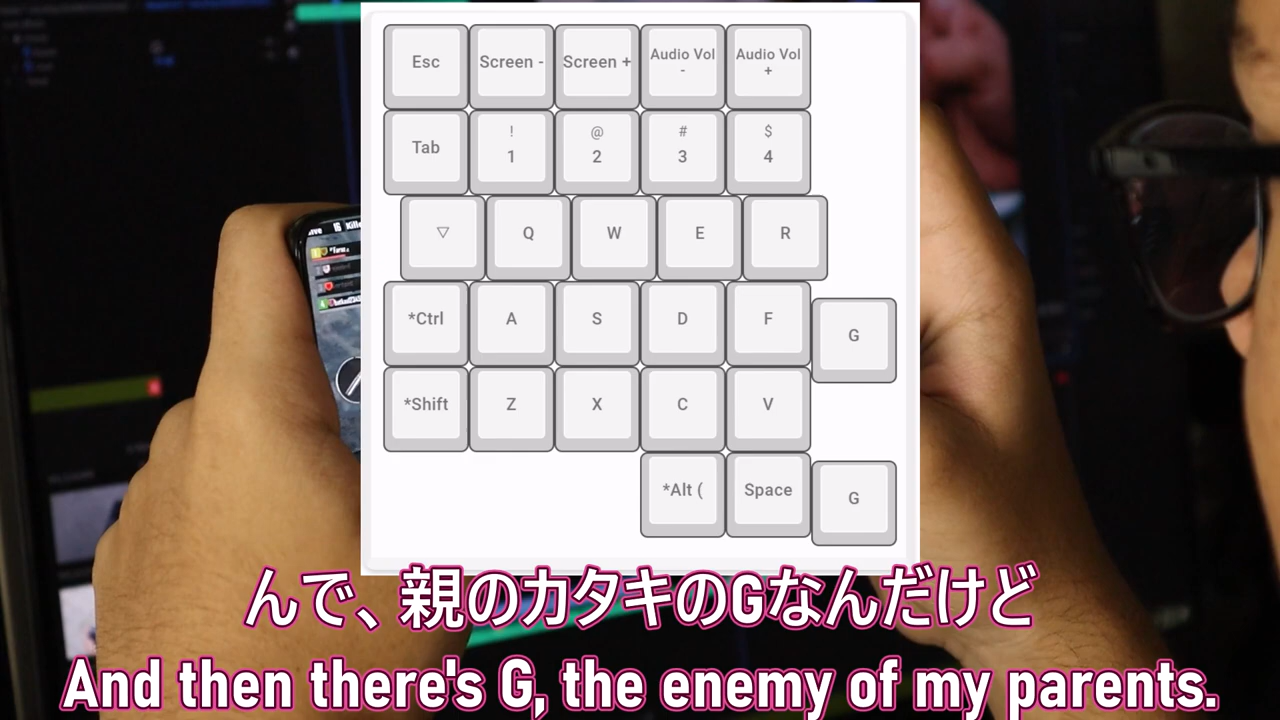 Esc Screen - Screen + Audio Vol - Audio Vol +
Tab ! 1 @ 2 # 3 $ 4
▽ Q W E R
*Ctrl A S D F G
*Shift Z X C V
*Alt ( Space G
んで、親のカタキのGなんだけど
And then there's G, the enemy of my parents.